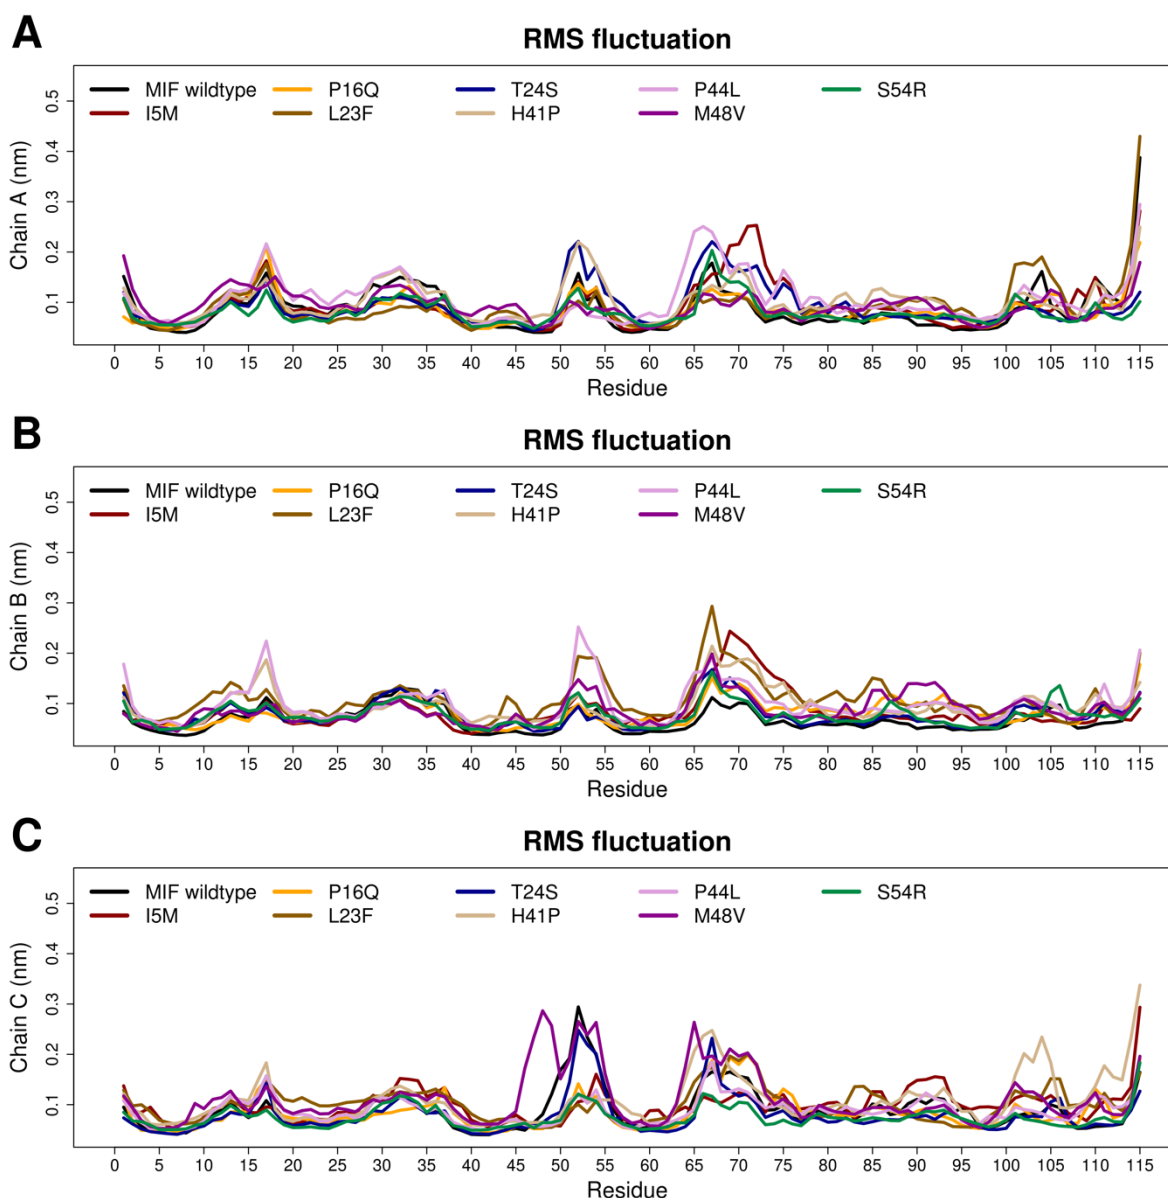 A
RMS fluctuation
MIF wildtype P16Q T24S P44L S54R
I5M L23F H41P M48V
Chain A (nm)
0.5
0.4
0.3
0.2
0.1
0 5 10 15 20 25 30 35 40 45 50 55 60 65 70 75 80 85 90 95 100 105 110 115
Residue
B
RMS fluctuation
MIF wildtype P16Q T24S P44L S54R
I5M L23F H41P M48V
Chain B (nm)
0.5
0.4
0.3
0.2
0.1
0 5 10 15 20 25 30 35 40 45 50 55 60 65 70 75 80 85 90 95 100 105 110 115
Residue
C
RMS fluctuation
MIF wildtype P16Q T24S P44L S54R
I5M L23F H41P M48V
Chain C (nm)
0.5
0.4
0.3
0.2
0.1
0 5 10 15 20 25 30 35 40 45 50 55 60 65 70 75 80 85 90 95 100 105 110 115
Residue